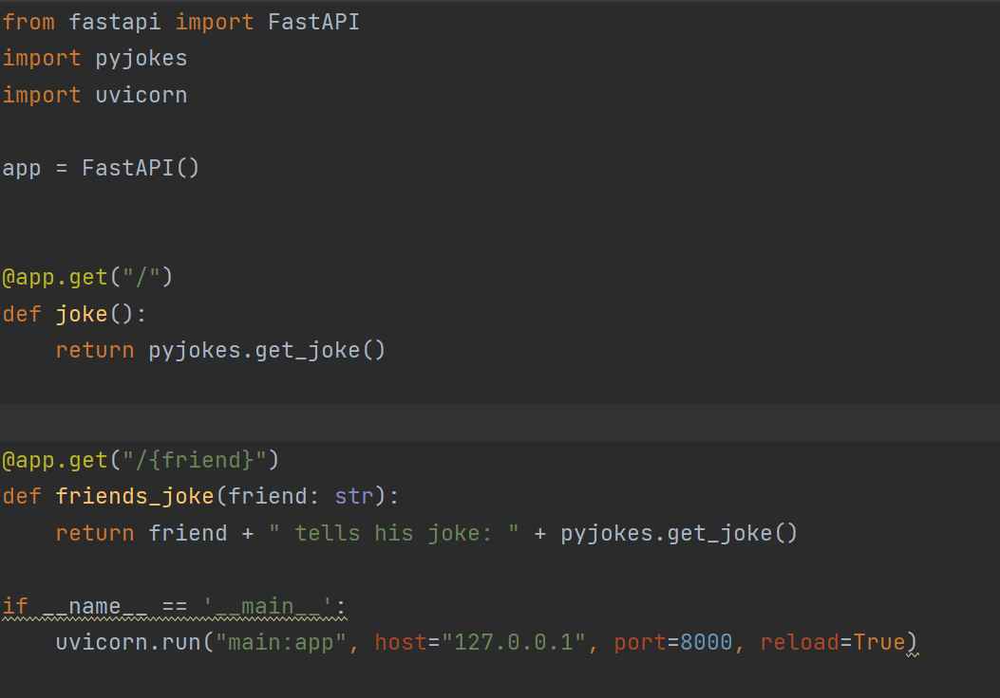 from fastapi import FastAPI
import pyjokes
import uvicorn
app = FastAPI()
@app.get("/")
def joke():
    return pyjokes.get_joke()
@app.get("/{friend}")
def friends_joke(friend: str):
    return friend + " tells his joke: " + pyjokes.get_joke()
if __name__ == '__main__':
    uvicorn.run("main:app", host="127.0.0.1", port=8000, reload=True)